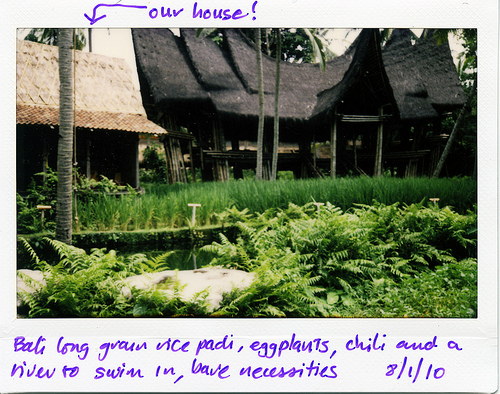 our house!
Bali long grain rice padi, eggplants, chili and a
river to swim in, bare necessities 8/1/10